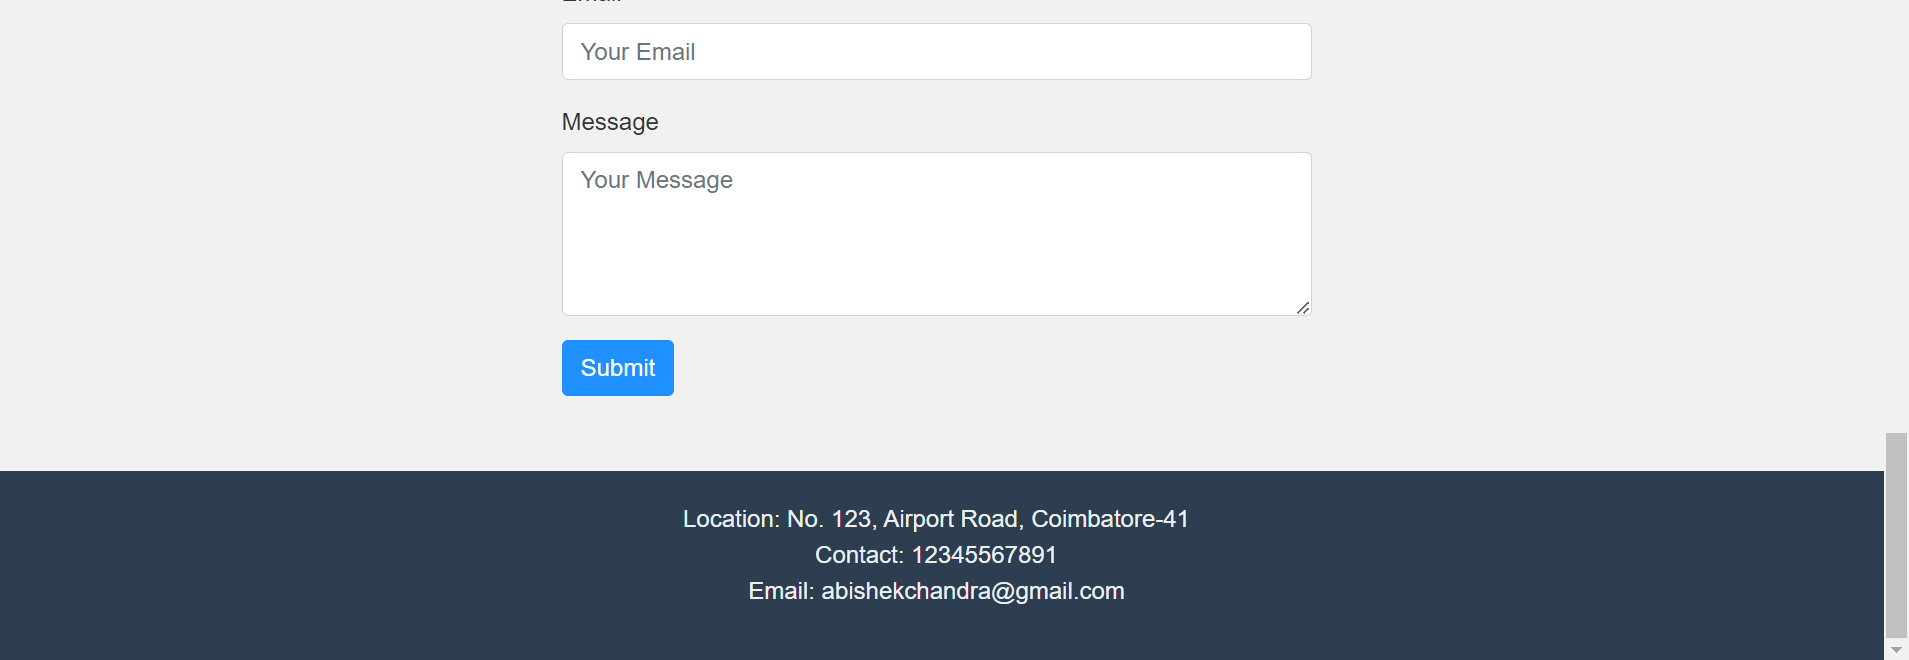 Email
Your Email
Message
Your Message
Submit
Location: No. 123, Airport Road, Coimbatore-41
Contact: 12345567891
Email: abishekchandra@gmail.com